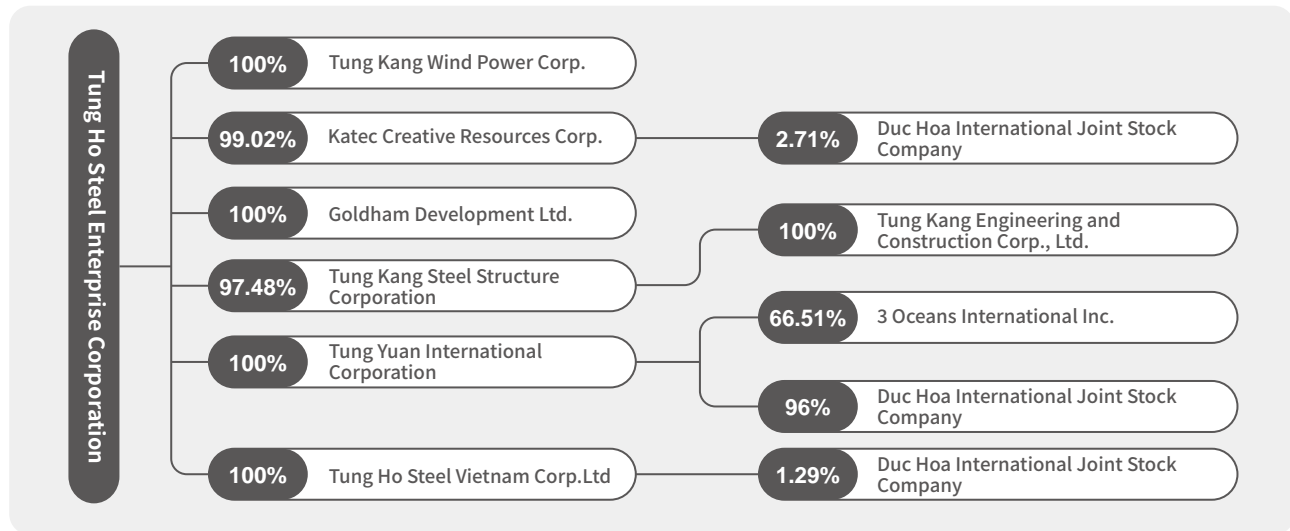 Tung Ho Steel Enterprise Corporation
100%
Tung Kang Wind Power Corp.
99.02%
Katec Creative Resources Corp.
2.71%
Duc Hoa International Joint Stock
Company
100%
Goldham Development Ltd.
97.48%
Tung Kang Steel Structure
Corporation
100%
Tung Kang Engineering and
Construction Corp., Ltd.
100%
Tung Yuan International
Corporation
66.51%
3 Oceans International Inc.
96%
Duc Hoa International Joint Stock
Company
100%
Tung Ho Steel Vietnam Corp.Ltd
1.29%
Duc Hoa International Joint Stock
Company